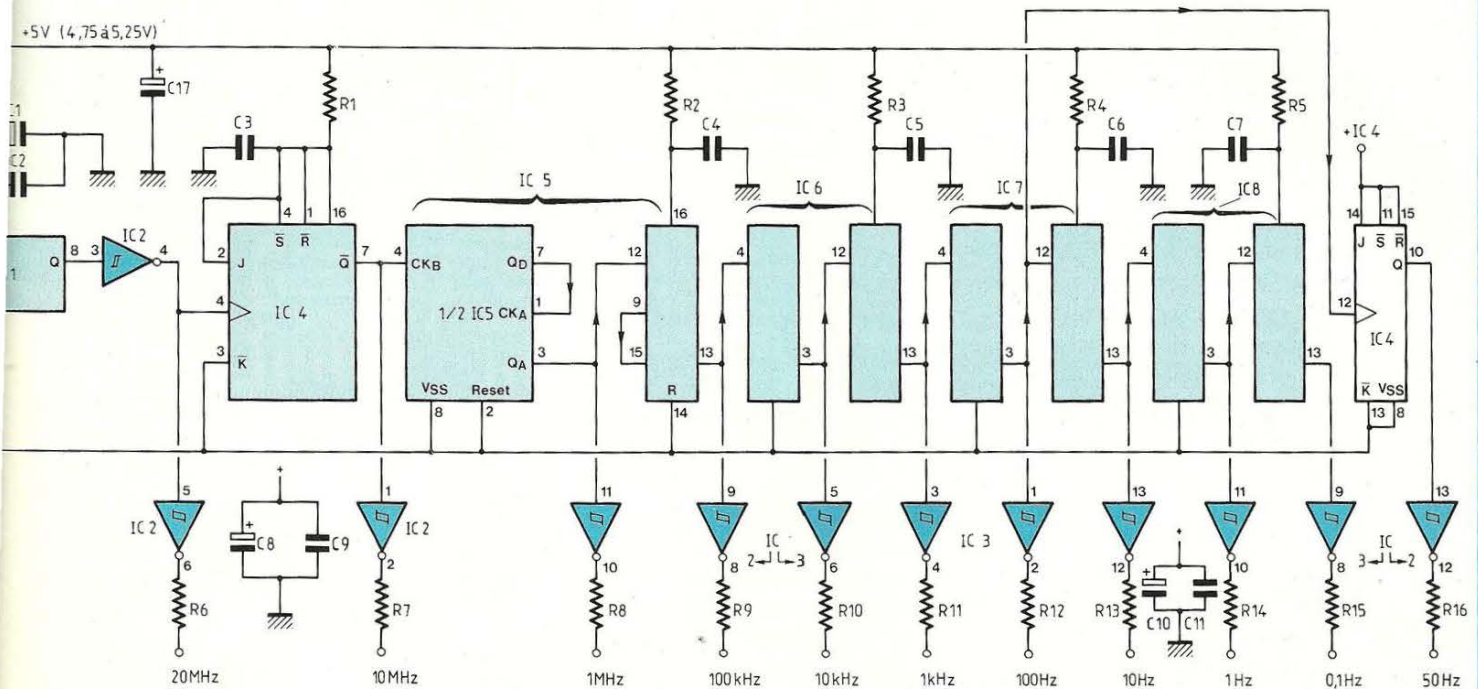 +5V (4,75 à 5,25V)
C17
R1
R2
R3
R4
R5
C3
C4
C5
C6
C7
C2
+IC 4
IC 5
IC 6
IC 7
IC8
16
14 11 15
4 1 16
S̅ R̅
J S̅ R̅
Q 8 3 IC2 4
2 J
Q̅ 7
4 CKB
QD 7
12
4
12
4
12
4
12
Q 10
1
4 IC 4
1/2 IC5 CKA 1
9
12
IC4
3 K̅
QA 3
15 13
3
13
3
13
3
13
VSS Reset
R
K̅ VSS
8 2
14
13 8
5
1
11
9
5
3
1
13
11
9
13
IC 2
+
IC 2
IC
2 3
IC 3
+
IC
3 2
+ C8
C9
6
2
10
8
6
4
2
12
+
10
8
12
R6
R7
R8
R9
R10
R11
R12
R13
C10 C11
R14
R15
R16
20MHz
10MHz
1MHz
100kHz
10kHz
1kHz
100Hz
10Hz
1Hz
0,1Hz
50Hz